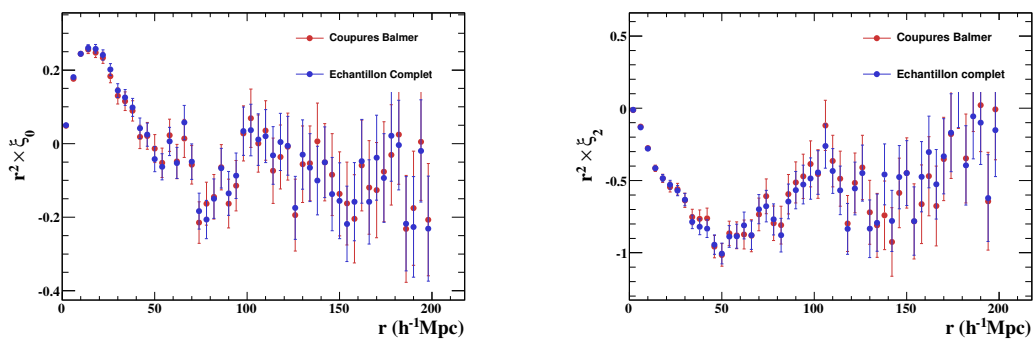 r² × ξ₀
0.2
0
-0.2
-0.4
Coupures Balmer
Echantillon Complet
0 50 100 150 200
r (h⁻¹Mpc)
r² × ξ₂
0.5
0
-0.5
-1
Coupures Balmer
Echantillon complet
0 50 100 150 200
r (h⁻¹Mpc)